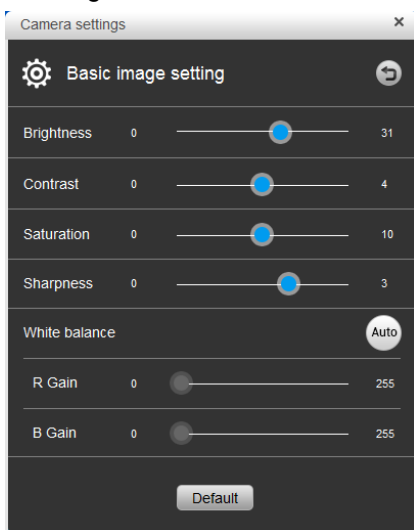 Camera settings ×
Basic image setting
Brightness 0 31
Contrast 0 4
Saturation 0 10
Sharpness 0 3
White balance Auto
R Gain 0 255
B Gain 0 255
Default